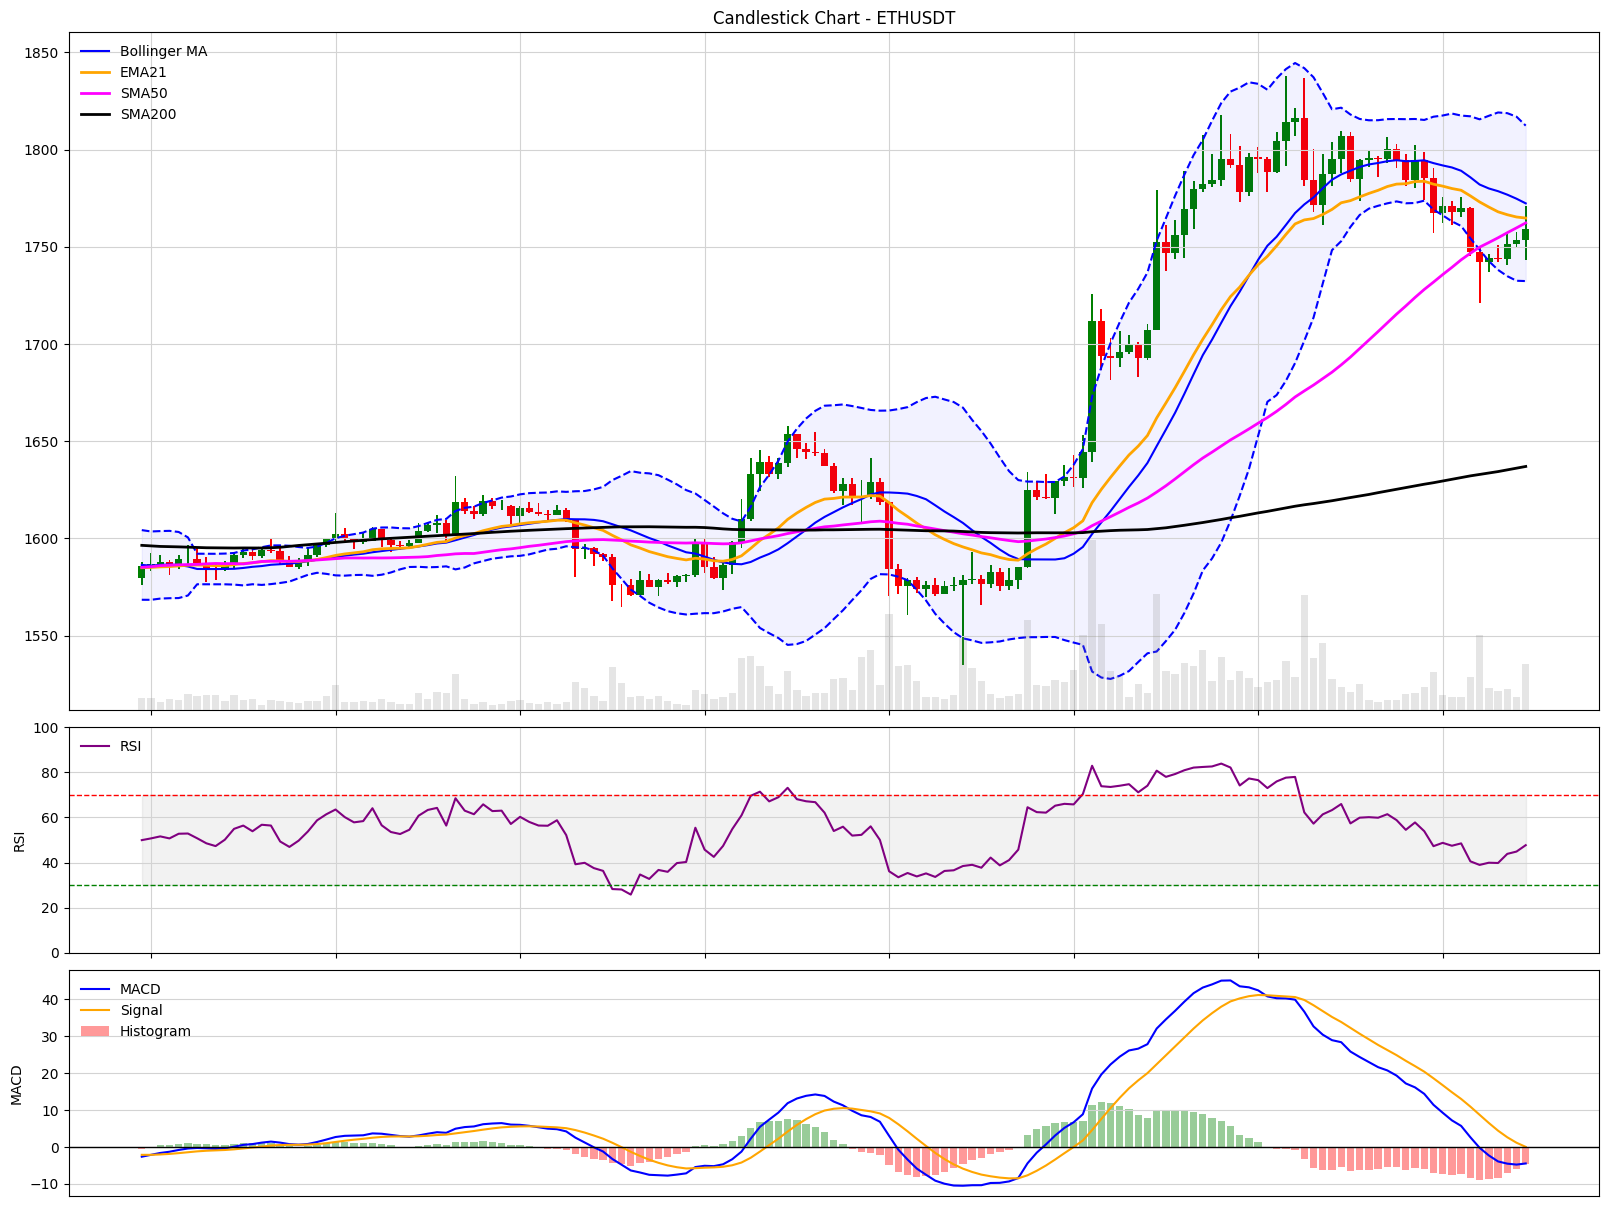 Candlestick Chart - ETHUSDT
Bollinger MA
EMA21
SMA50
SMA200
1850
1800
1750
1700
1650
1600
1550
RSI
RSI
100
80
60
40
20
0
MACD
Signal
Histogram
MACD
40
30
20
10
0
−10